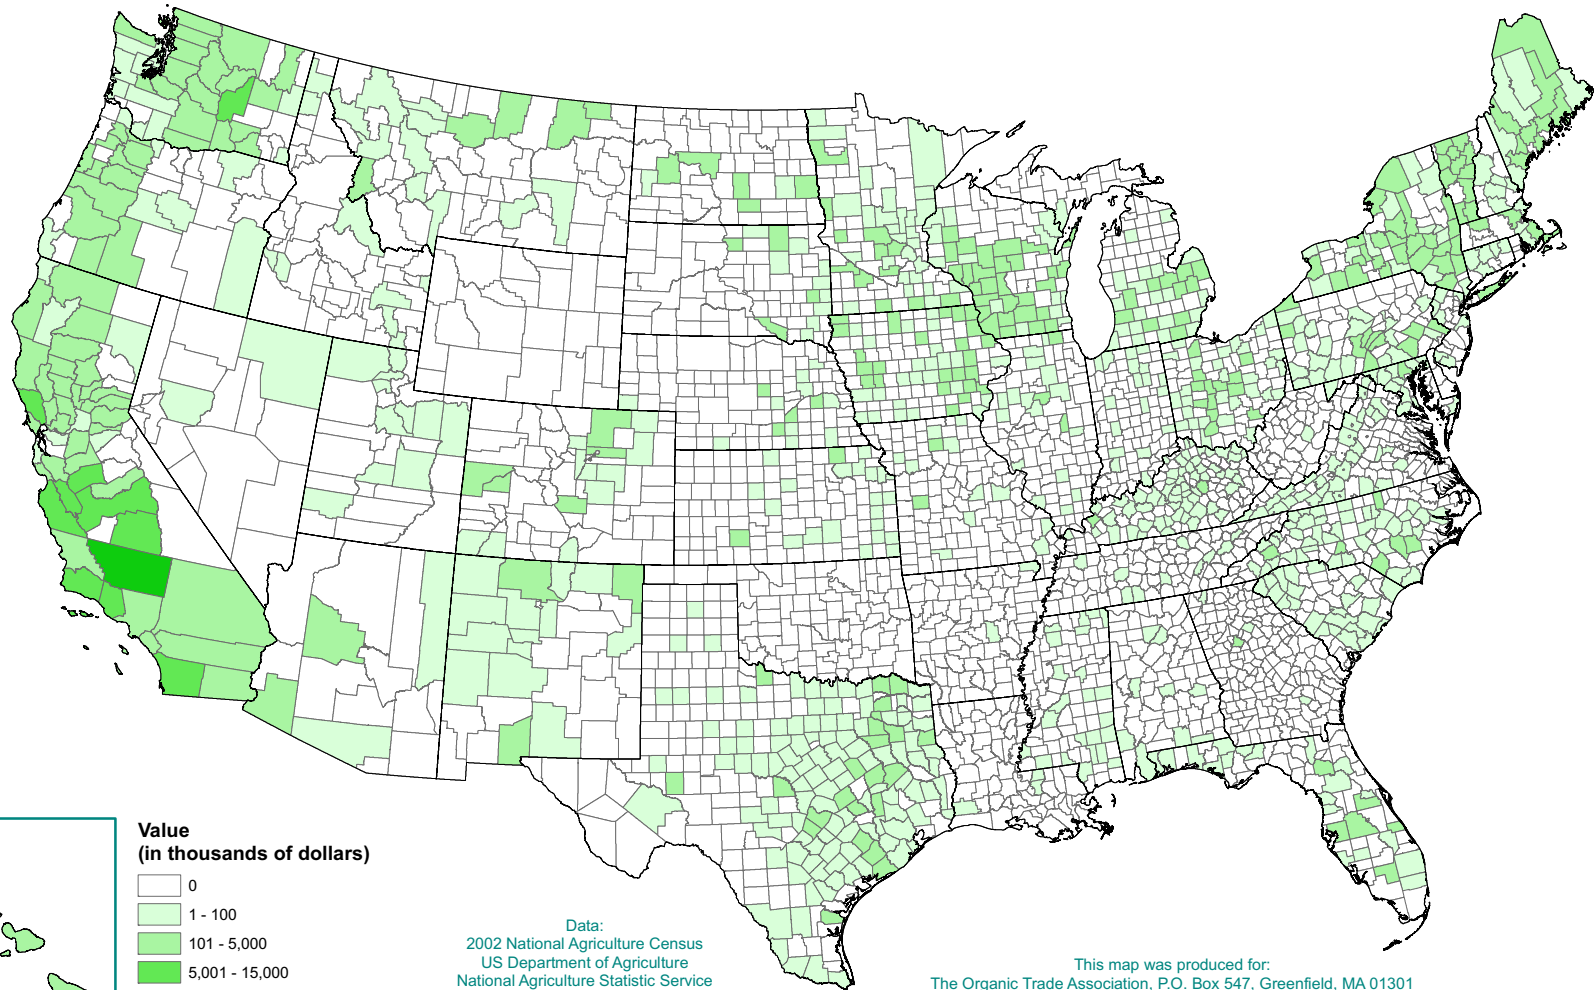 Value
(in thousands of dollars)
0
1 - 100
101 - 5,000
5,001 - 15,000
Data:
2002 National Agriculture Census
US Department of Agriculture
National Agriculture Statistic Service
This map was produced for:
The Organic Trade Association, P.O. Box 547, Greenfield, MA 01301